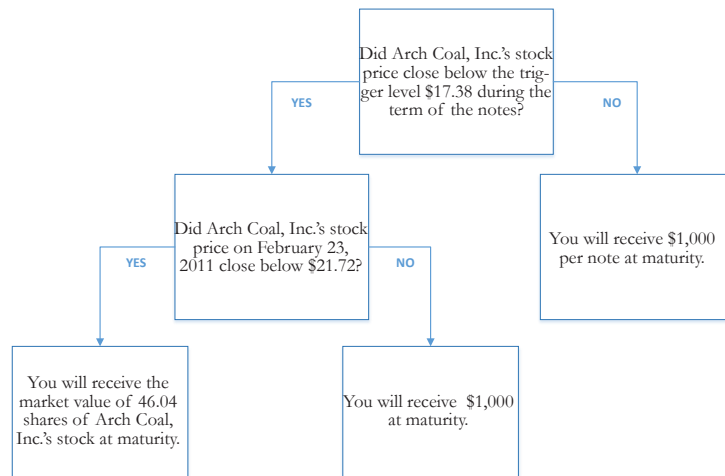 Did Arch Coal, Inc.'s stock
price close below the trig-
ger level $17.38 during the
term of the notes?
YES
NO
Did Arch Coal, Inc.'s stock
price on February 23,
2011 close below $21.72?
You will receive $1,000
per note at maturity.
YES
NO
You will receive the
market value of 46.04
shares of Arch Coal,
Inc.'s stock at maturity.
You will receive $1,000
at maturity.